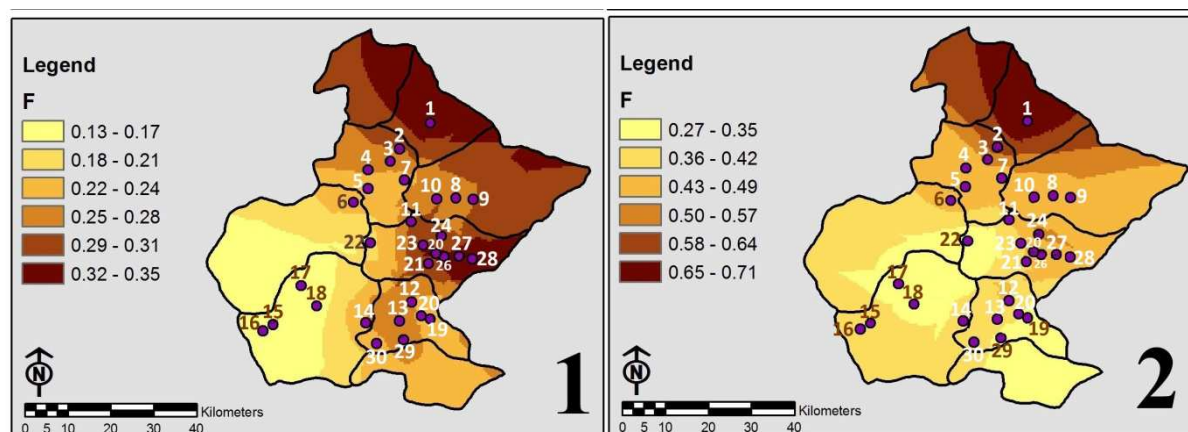 Legend
F
0.13 - 0.17
0.18 - 0.21
0.22 - 0.24
0.25 - 0.28
0.29 - 0.31
0.32 - 0.35
1
2
3
4
7
5
6
10
8
9
11
24
22
23
20
27
21
26
28
17
18
12
16
15
14
13
20
19
30
29
N
Kilometers
0 5 10 20 30 40
1
Legend
F
0.27 - 0.35
0.36 - 0.42
0.43 - 0.49
0.50 - 0.57
0.58 - 0.64
0.65 - 0.71
1
2
3
4
7
5
6
10
8
9
11
24
22
23
20
27
21
26
28
17
18
12
16
15
14
13
20
19
30
29
N
Kilometers
0 5 10 20 30 40
2